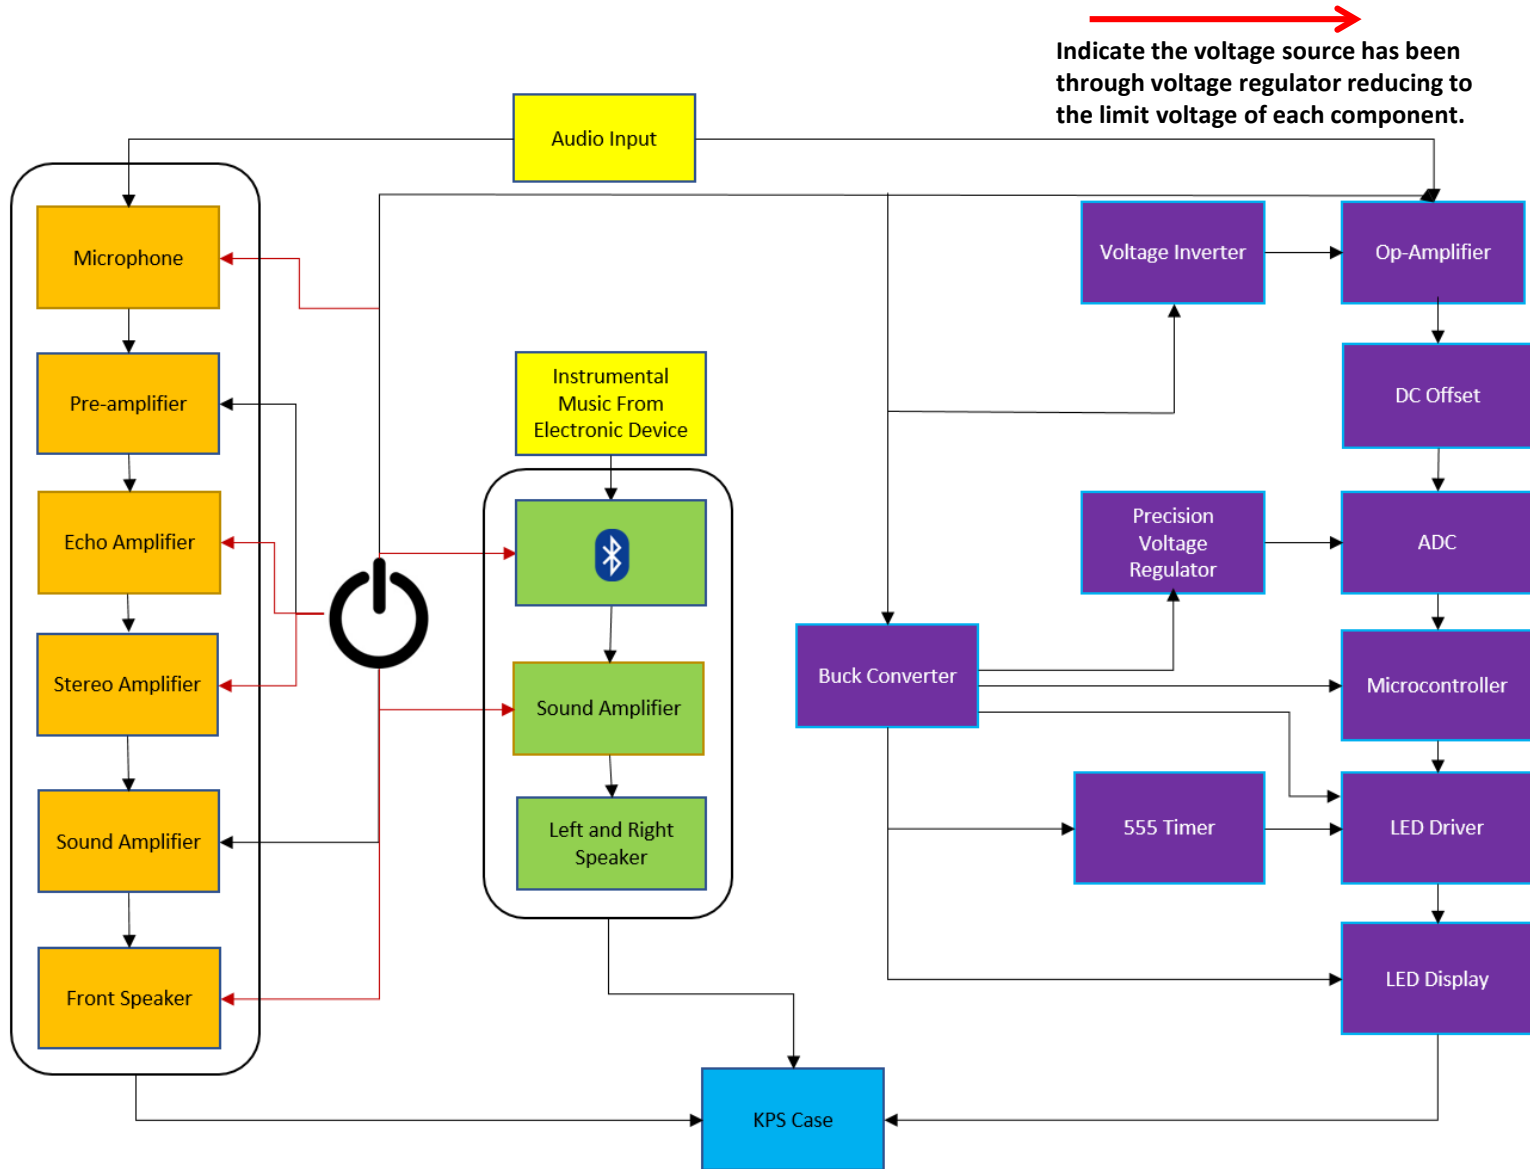 Indicate the voltage source has been
through voltage regulator reducing to
the limit voltage of each component.
Audio Input
Microphone
Voltage Inverter
Op-Amplifier
Pre-amplifier
Instrumental
Music From
Electronic Device
DC Offset
Echo Amplifier
Precision
Voltage
Regulator
ADC
Stereo Amplifier
Sound Amplifier
Buck Converter
Microcontroller
Sound Amplifier
Left and Right
Speaker
555 Timer
LED Driver
Front Speaker
LED Display
KPS Case